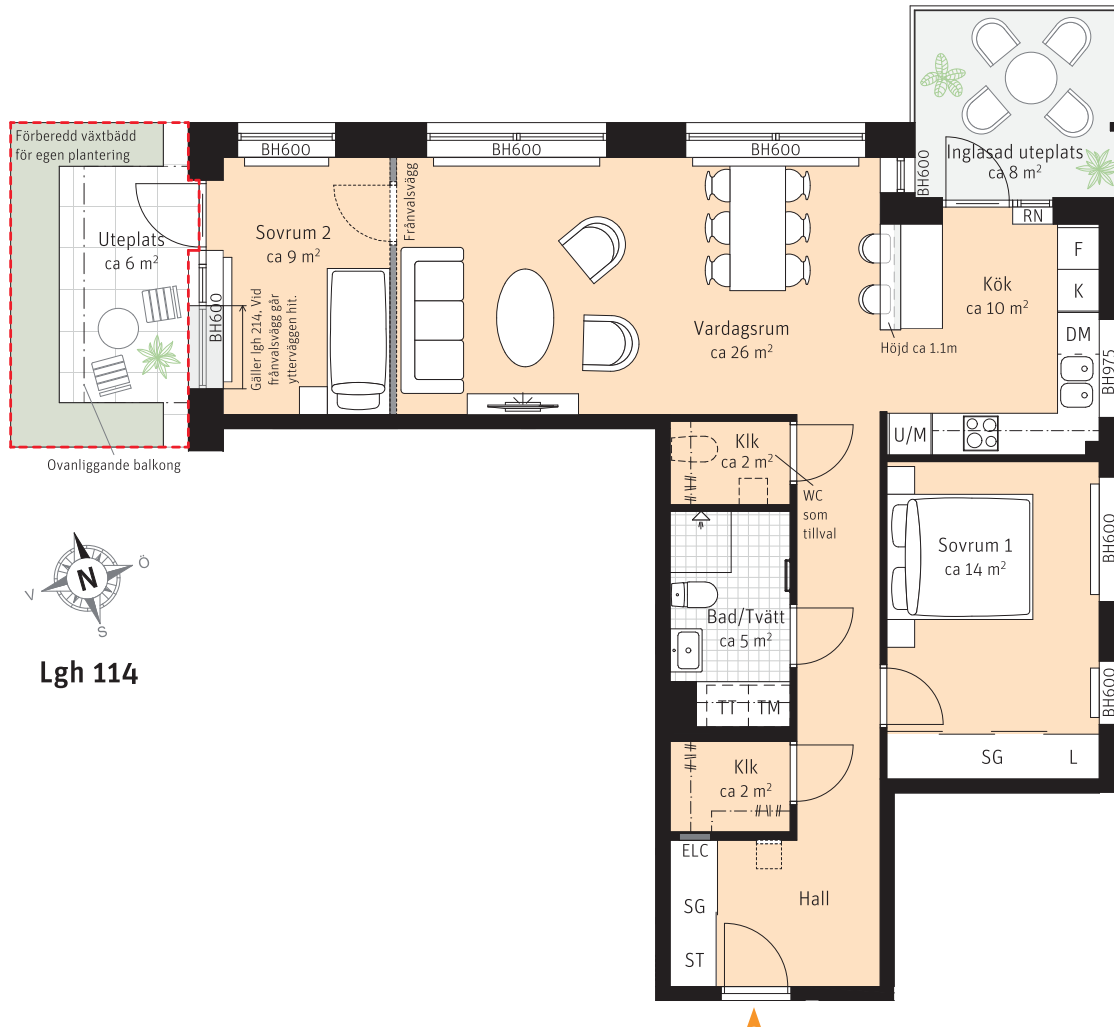 Förberedd växtbädd
för egen plantering
BH600
BH600
BH600
BH600
Inglasad uteplats
ca 8 m²
RN
Uteplats
ca 6 m²
Sovrum 2
ca 9 m²
Frånvalsvägg
BH600
Gäller lgh 214, Vid
frånvalsvägg går
ytterväggen hit.
Vardagsrum
ca 26 m²
Kök
ca 10 m²
Höjd ca 1.1m
F
K
DM
BH975
U/M
Ovanliggande balkong
Klk
ca 2 m²
WC
som
tillval
Sovrum 1
ca 14 m²
BH600
BH600
Bad/Tvätt
ca 5 m²
TT
TM
N
Ö
V
S
Lgh 114
SG
L
Klk
ca 2 m²
ELC
SG
ST
Hall